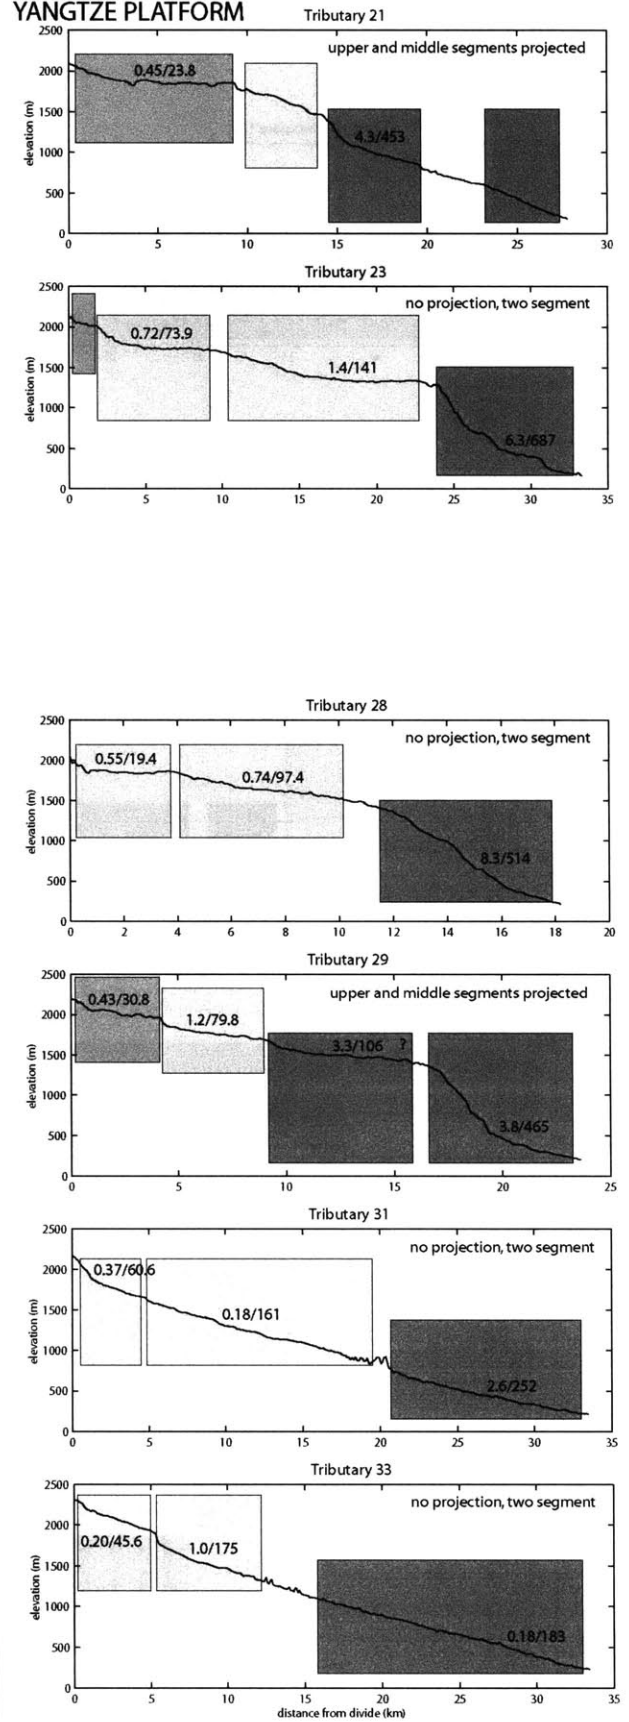 YANGTZE PLATFORM
Tributary 21
upper and middle segments projected
0.45/23.8
4.3/453
elevation (m)
2500
2000
1500
1000
500
0
0 5 10 15 20 25 30
Tributary 23
no projection, two segment
0.72/73.9
1.4/141
6.3/687
elevation (m)
2500
2000
1500
1000
500
0
0 5 10 15 20 25 30 35
Tributary 28
no projection, two segment
0.55/19.4
0.74/97.4
8.3/514
elevation (m)
2500
2000
1500
1000
500
0
0 2 4 6 8 10 12 14 16 18 20
Tributary 29
upper and middle segments projected
0.43/30.8
1.2/79.8
3.3/106 ?
3.8/465
elevation (m)
2500
2000
1500
1000
500
0
0 5 10 15 20 25
Tributary 31
no projection, two segment
0.37/60.6
0.18/161
2.6/252
elevation (m)
2500
2000
1500
1000
500
0
0 5 10 15 20 25 30 35
Tributary 33
no projection, two segment
0.20/45.6
1.0/175
0.18/183
elevation (m)
2500
2000
1500
1000
500
0
0 5 10 15 20 25 30 35
distance from divide (km)